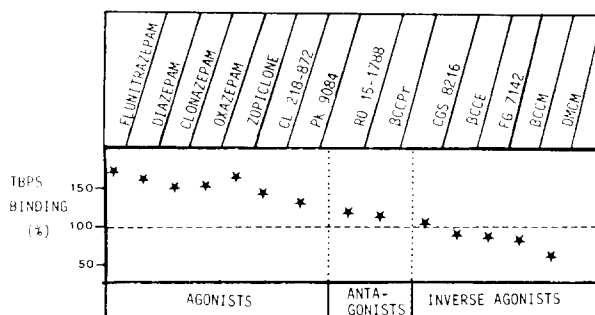 FLUNITRAZEPAM
DIAZEPAM
CLONAZEPAM
OXAZEPAM
ZOPICLONE
CL 218-872
PK 9084
RO 15-1788
BCCPr
CGS 8216
BCCE
FG 7142
BCCM
DMCM
TBPS
BINDING
(%)
150
100
50
AGONISTS
ANTA-
GONISTS
INVERSE AGONISTS